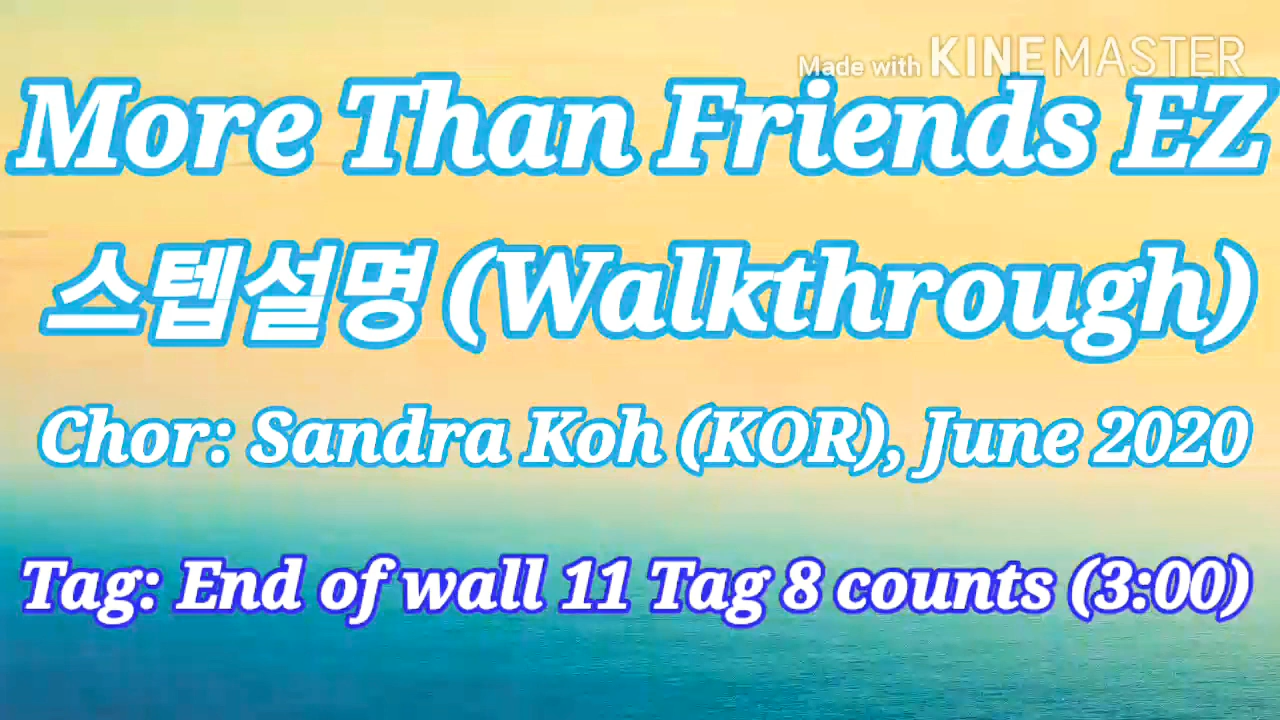 Made with KINEMASTER
More Than Friends EZ
스텝설명 (Walkthrough)
Chor: Sandra Koh (KOR), June 2020
Tag: End of wall 11 Tag 8 counts (3:00)